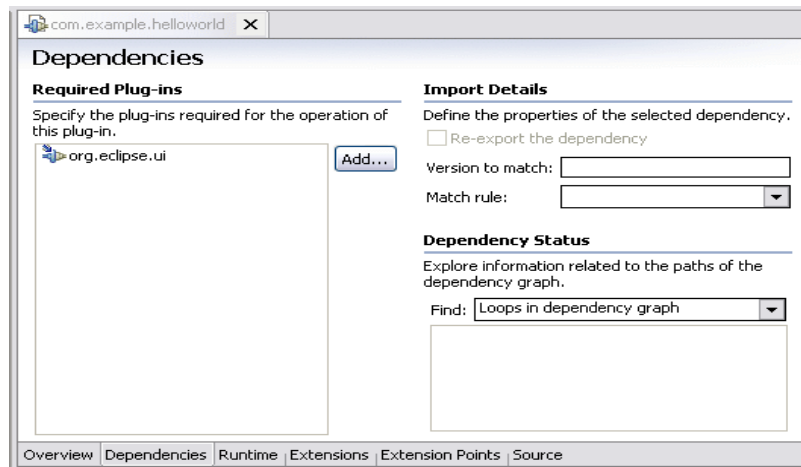 com.example.helloworld
Dependencies
Required Plug-ins
Specify the plug-ins required for the operation of
this plug-in.
org.eclipse.ui
Add...
Import Details
Define the properties of the selected dependency.
Re-export the dependency
Version to match:
Match rule:
Dependency Status
Explore information related to the paths of the
dependency graph.
Find: Loops in dependency graph
Overview Dependencies Runtime Extensions Extension Points Source